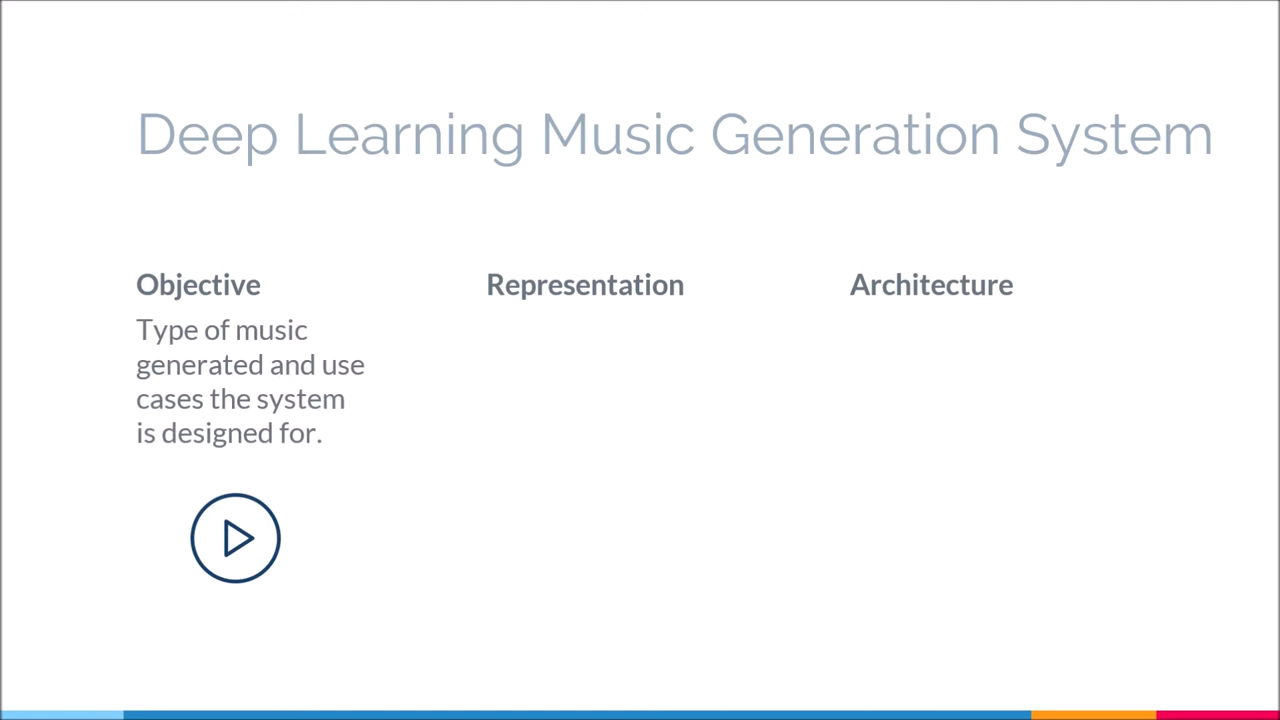 Deep Learning Music Generation System
Objective
Type of music
generated and use
cases the system
is designed for.
Representation
Architecture